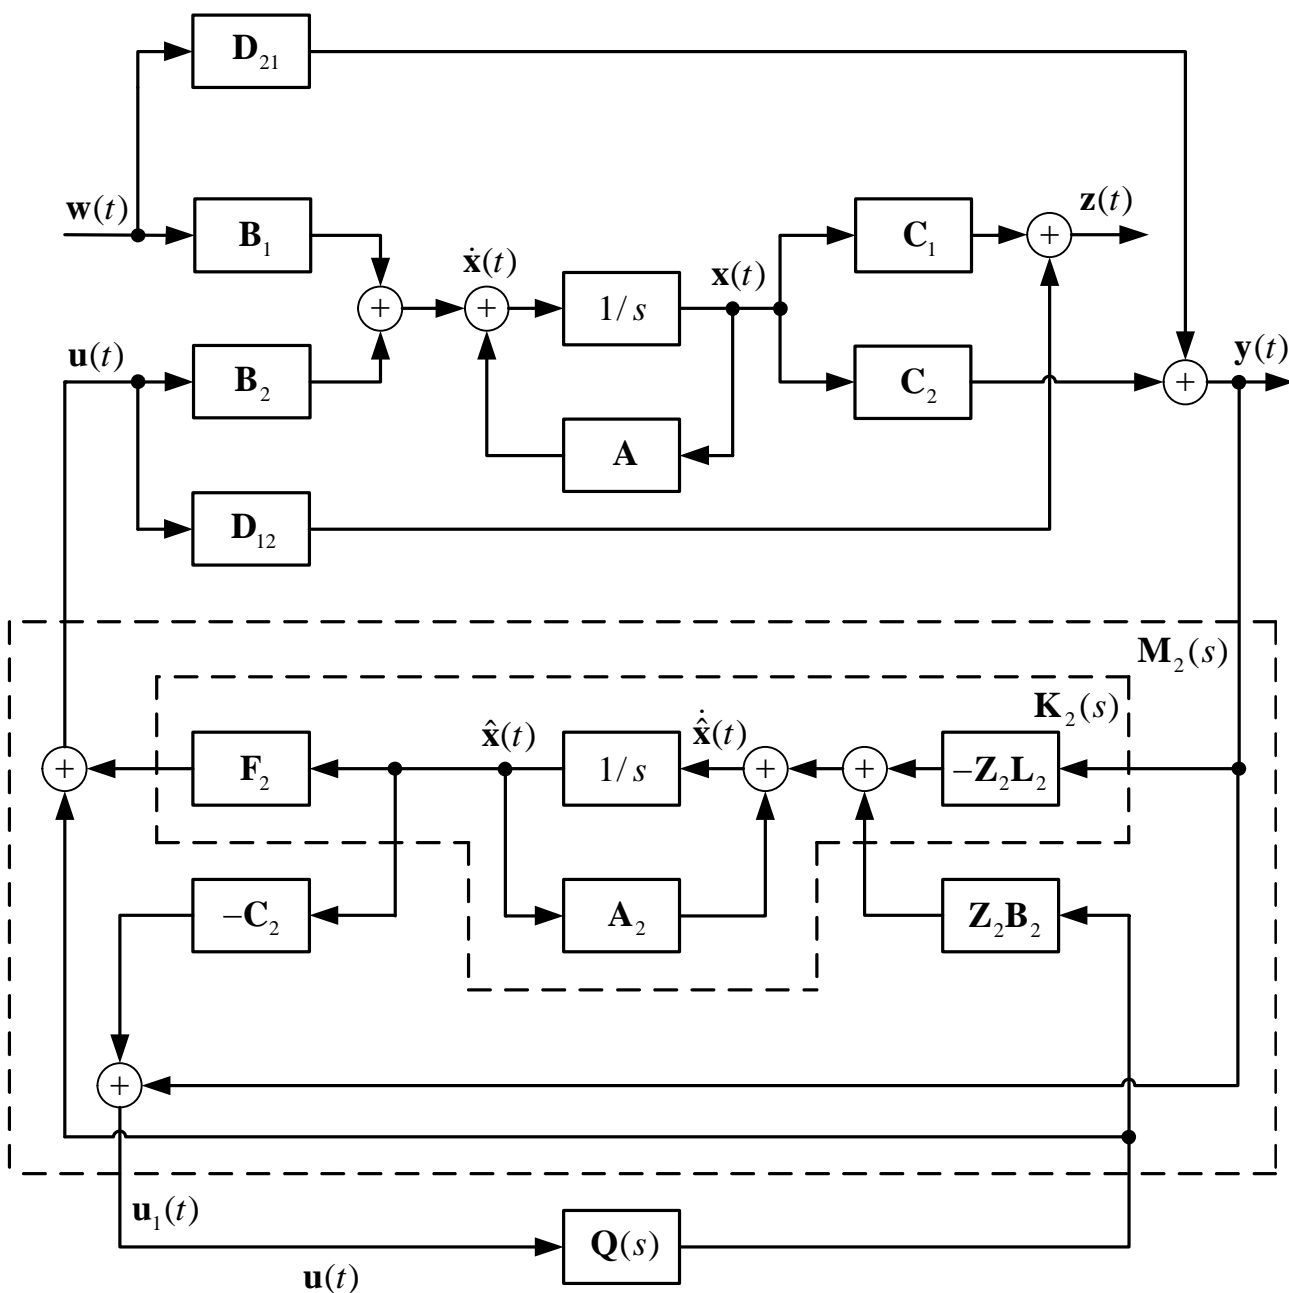 D₂₁
w(t)
B₁
ẋ(t)
x(t)
C₁
z(t)
+
+
+
1/s
u(t)
B₂
C₂
+
y(t)
A
D₁₂
M₂(s)
K₂(s)
+
F₂
x̂(t)
1/s
x̂̇(t)
+
+
−Z₂L₂
−C₂
A₂
Z₂B₂
+
u₁(t)
Q(s)
u(t)